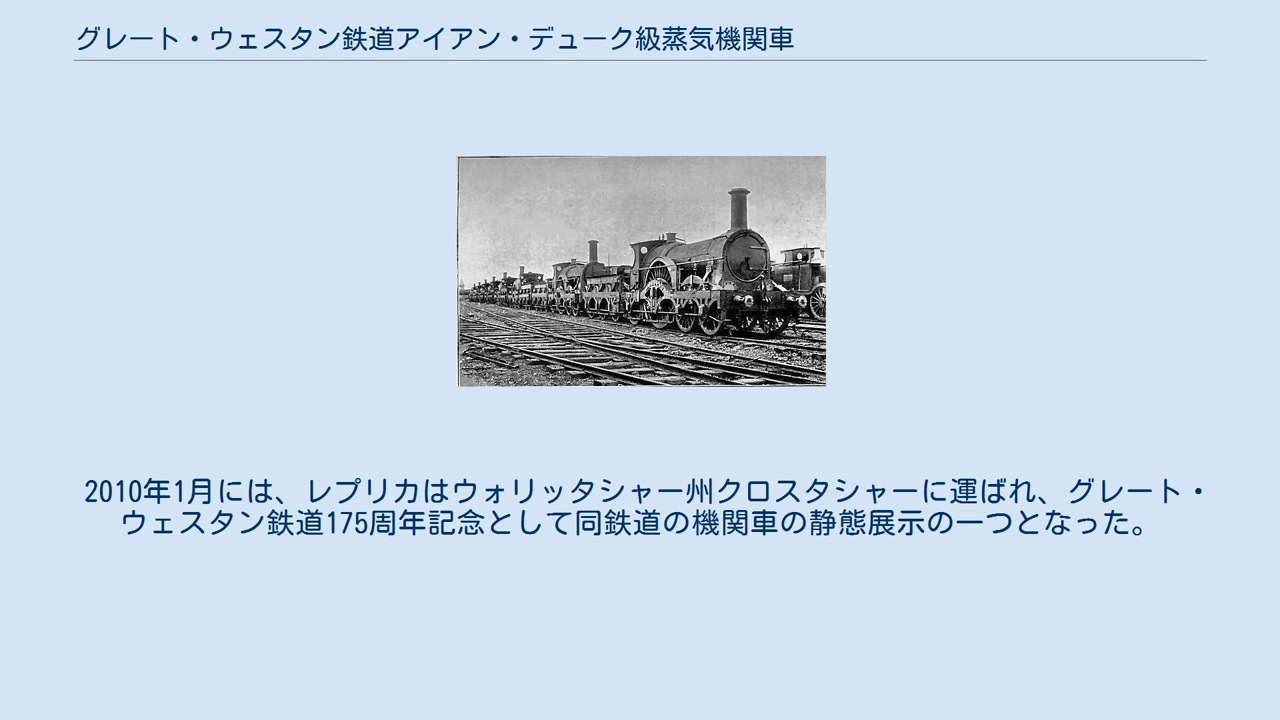 グレート・ウェスタン鉄道アイアン・デューク級蒸気機関車
2010年1月には、レプリカはウォリッタシャー州クロスタシャーに運ばれ、グレート・
ウェスタン鉄道175周年記念として同鉄道の機関車の静態展示の一つとなった。